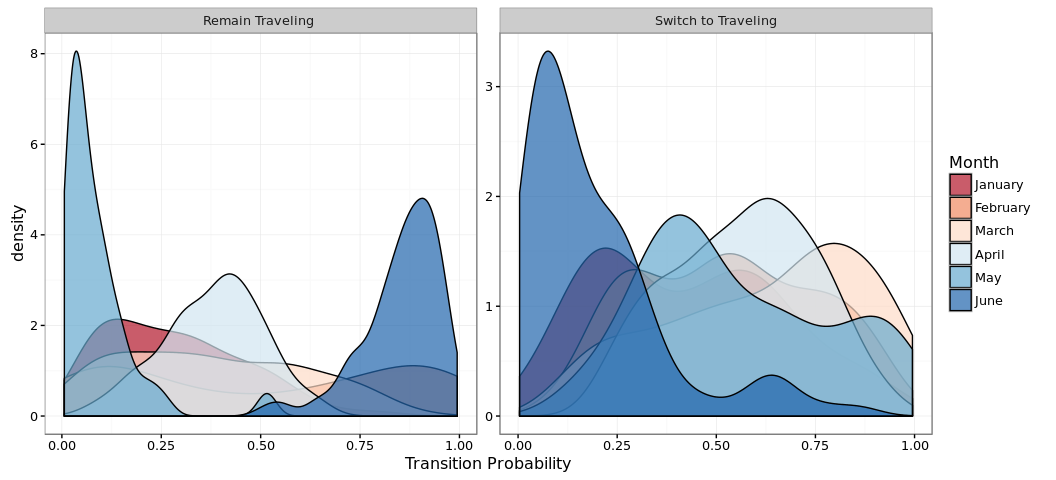 Remain Traveling
Switch to Traveling
8
6
4
2
0
3
2
1
0
density
0.00 0.25 0.50 0.75 1.00
0.00 0.25 0.50 0.75 1.00
Transition Probability
Month
January
February
March
April
May
June